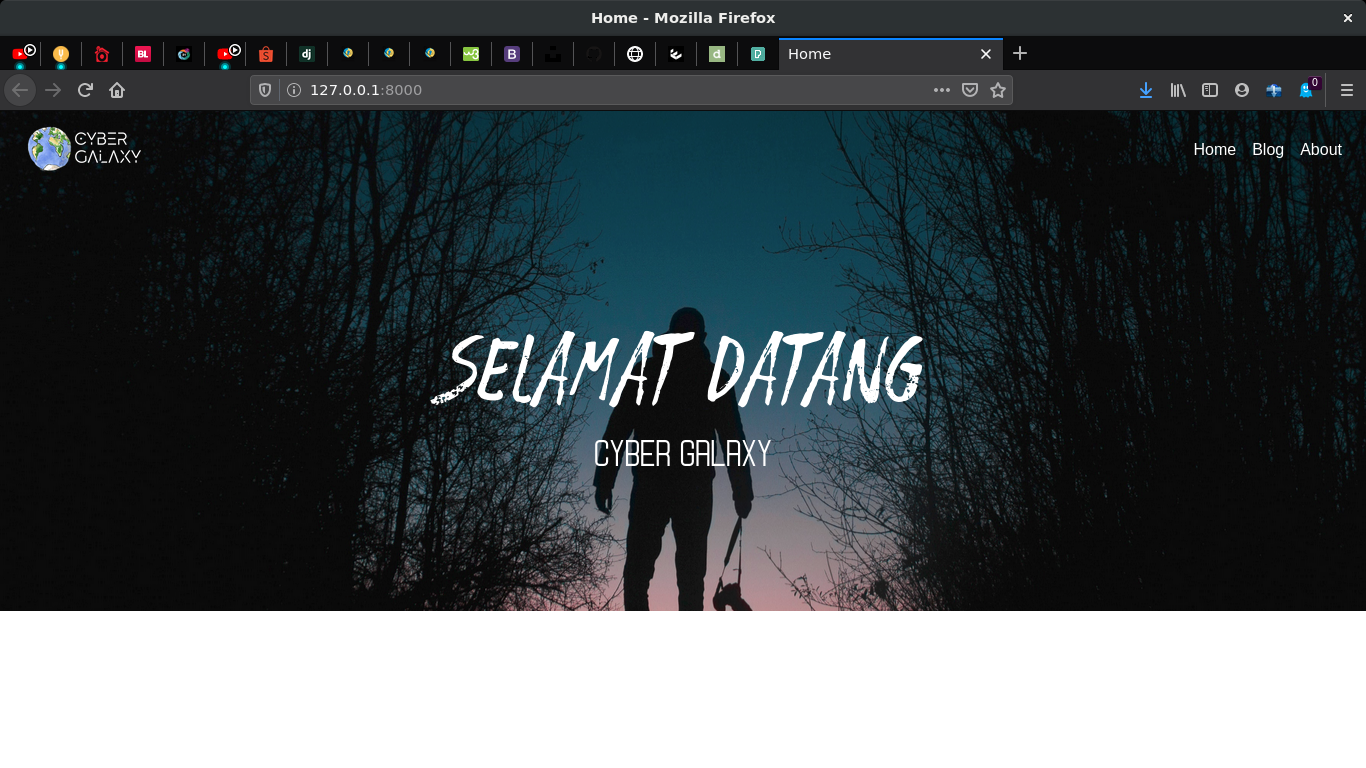 Home - Mozilla Firefox
BL
dj
w3
B
d
Home
127.0.0.1:8000
0
CYBER
GALAXY
Home Blog About
SELAMAT DATANG
CYBER GALAXY